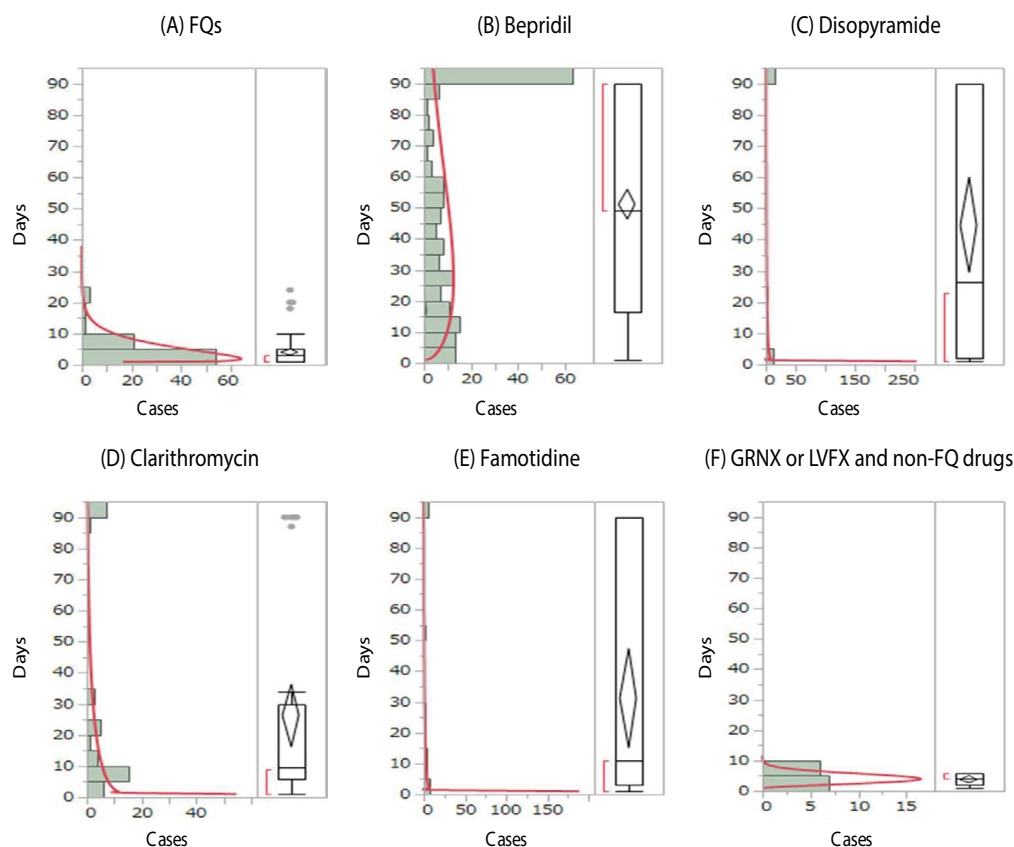 (A) FQs
(B) Bepridil
(C) Disopyramide
90
80
70
60
50
40
30
20
10
0
Days
0 20 40 60
Cases
90
80
70
60
50
40
30
20
10
0
Days
0 20 40 60
Cases
90
80
70
60
50
40
30
20
10
0
Days
0 50 150 250
Cases
(D) Clarithromycin
(E) Famotidine
(F) GRNX or LVFX and non-FQ drugs
90
80
70
60
50
40
30
20
10
0
Days
0 20 40
Cases
90
80
70
60
50
40
30
20
10
0
Days
0 50 100 150
Cases
90
80
70
60
50
40
30
20
10
0
Days
0 5 10 15
Cases